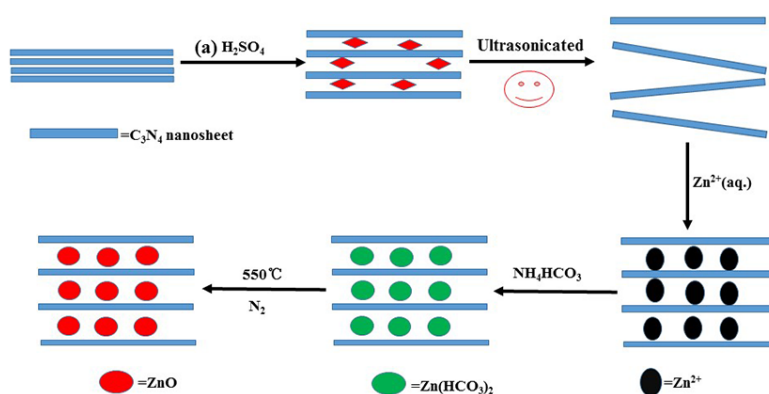 (a) H₂SO₄
Ultrasonicated
=C₃N₄ nanosheet
Zn²⁺(aq.)
NH₄HCO₃
550℃
N₂
=ZnO
=Zn(HCO₃)₂
=Zn²⁺